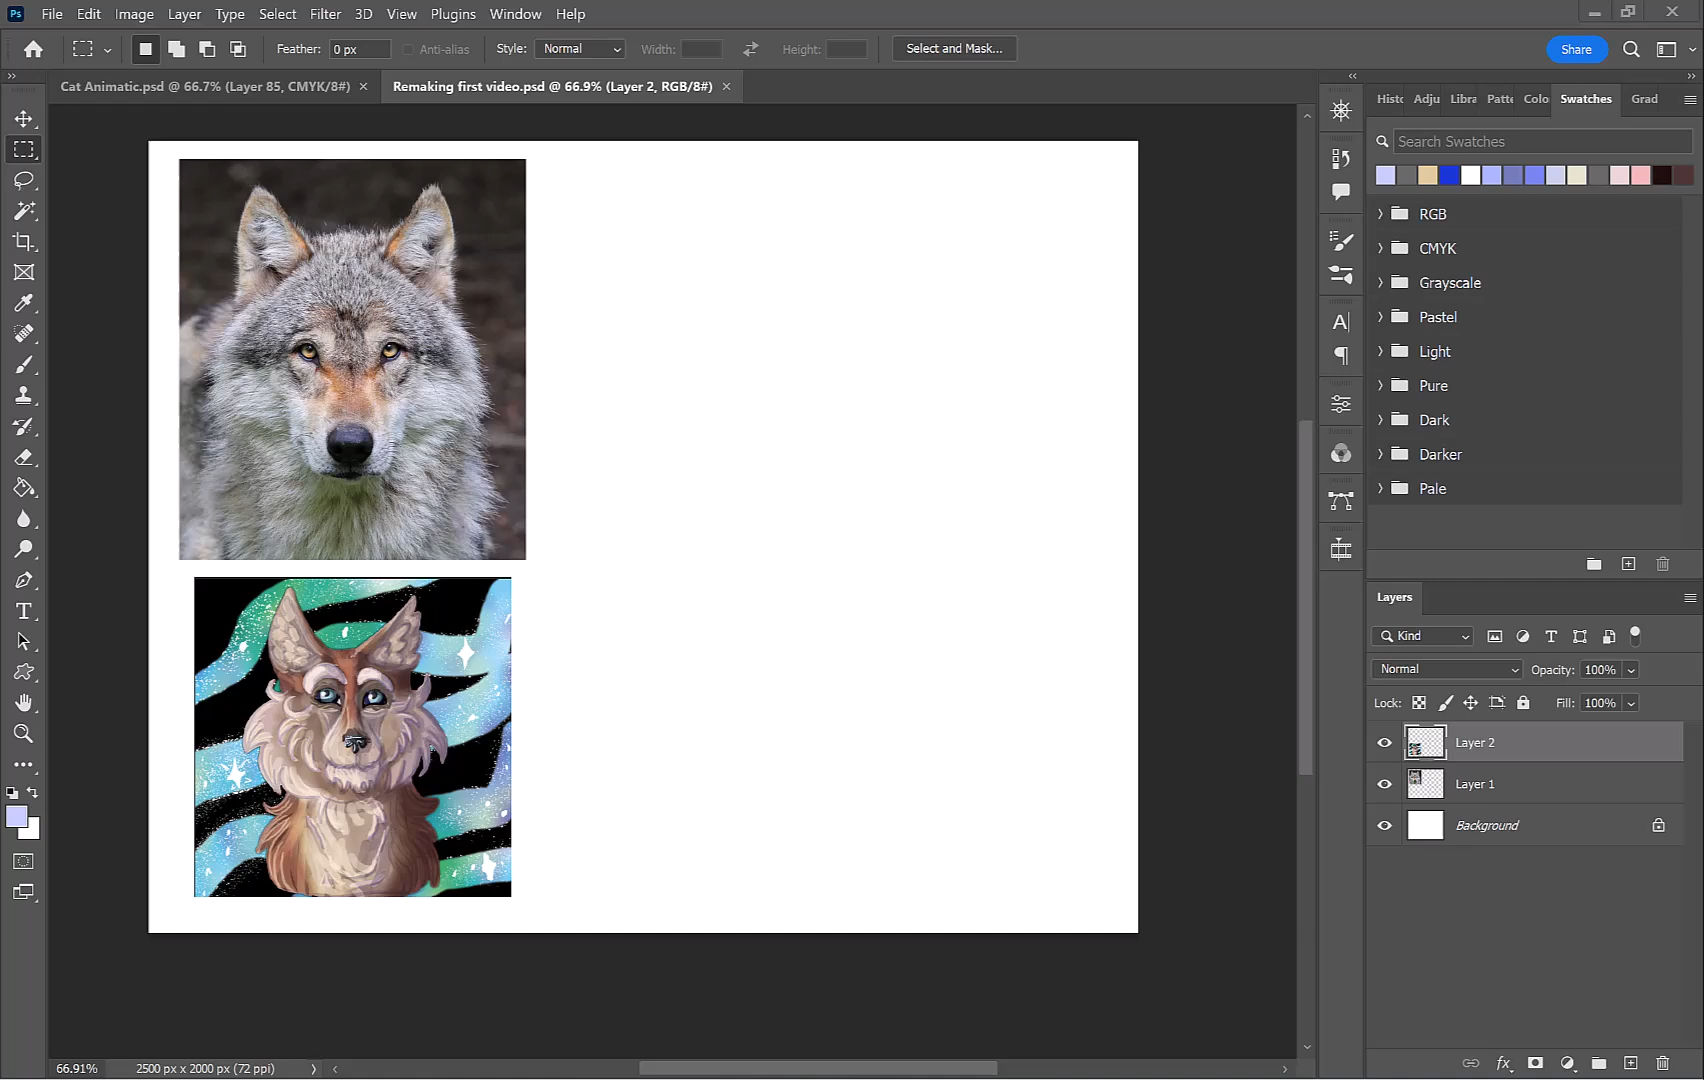 Ps File Edit Image Layer Type Select Filter 3D View Plugins Window Help
Feather: 0 px Anti-alias Style: Normal Width: Height: Select and Mask... Share
Cat Animatic.psd @ 66.7% (Layer 85, CMYK/8#) × Remaking first video.psd @ 66.9% (Layer 2, RGB/8#) ×
Histo Adju Libra Patte Colo Swatches Grad
Search Swatches
RGB
CMYK
Grayscale
Pastel
Light
Pure
Dark
Darker
Pale
Layers
Kind
Normal Opacity: 100%
Lock: Fill: 100%
Layer 2
Layer 1
Background
66.91% 2500 px x 2000 px (72 ppi)
fx